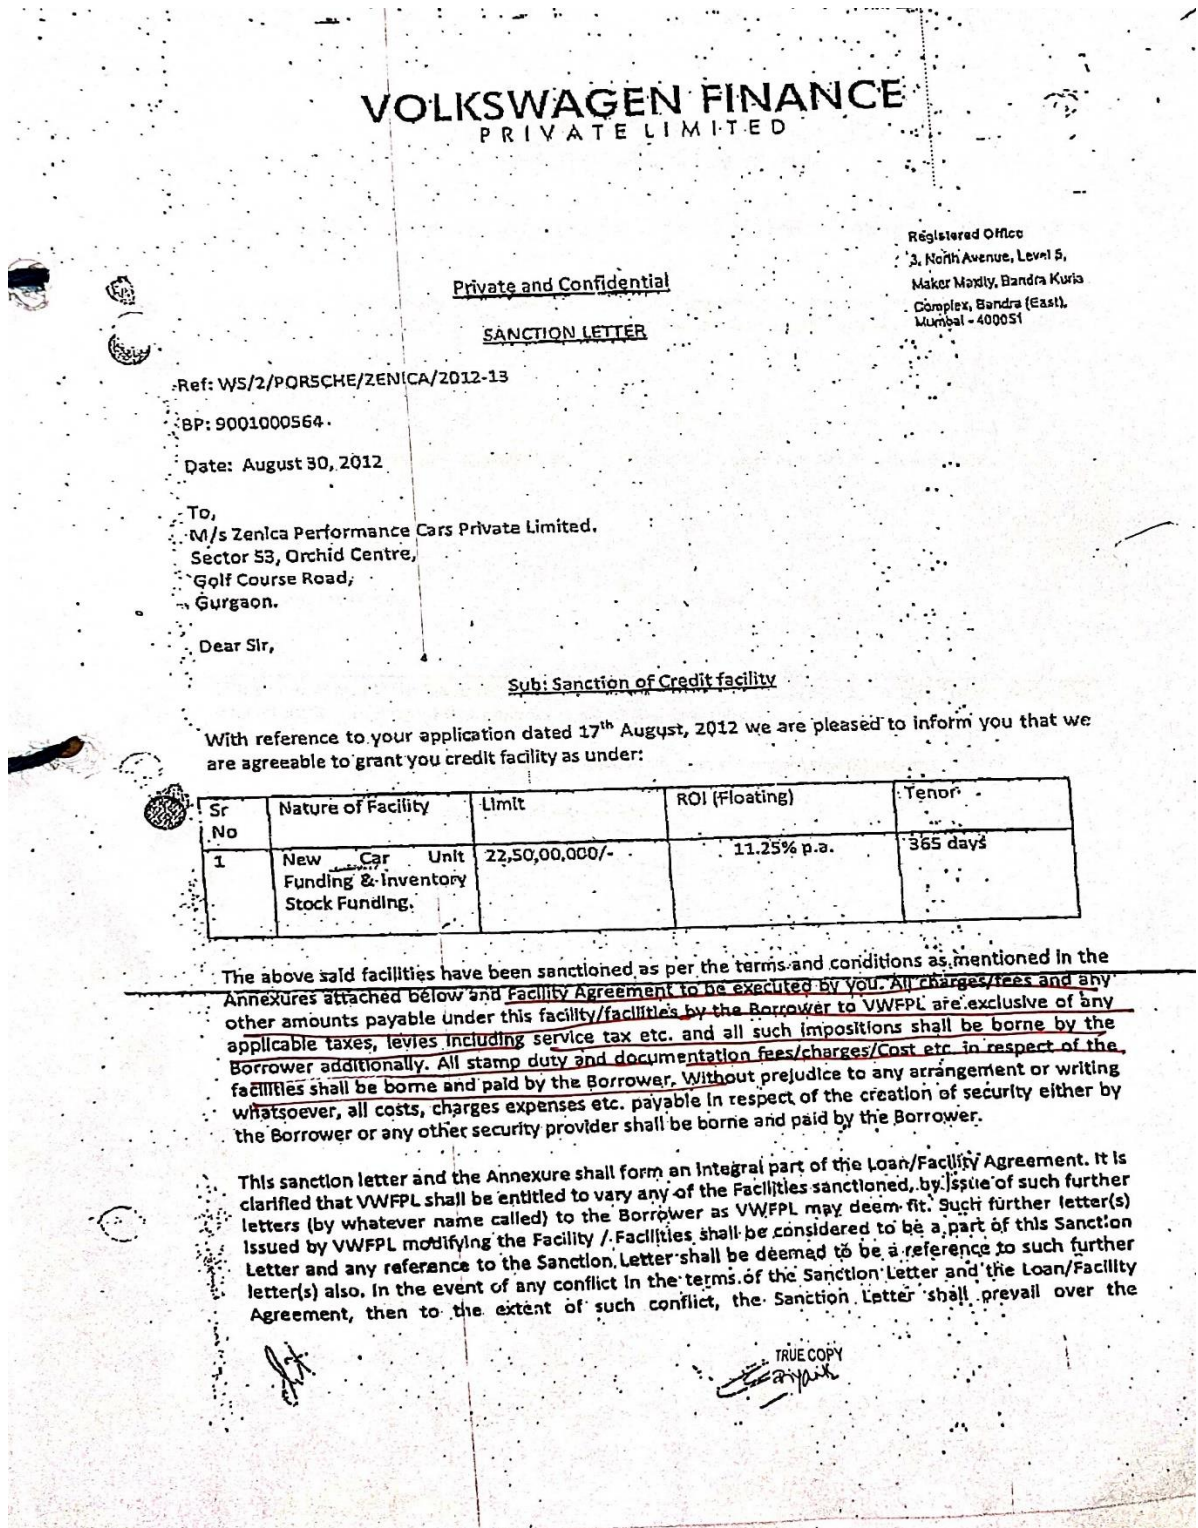 VOLKSWAGEN FINANCE
PRIVATE LIMITED
Registered Office
3, North Avenue, Level 5,
Maker Maxity, Bandra Kurla
Complex, Bandra (East),
Mumbai - 400051
Private and Confidential
SANCTION LETTER
Ref: WS/2/PORSCHE/ZENICA/2012-13
BP: 9001000564.
Date: August 30, 2012
To,
M/s Zenica Performance Cars Private Limited.
Sector 53, Orchid Centre,
Golf Course Road,
Gurgaon.
Dear Sir,
Sub: Sanction of Credit facility
With reference to your application dated 17th August, 2012 we are pleased to inform you that we
are agreeable to grant you credit facility as under:
Sr No | Nature of Facility | Limit | ROI (Floating) | Tenor
1 | New Car Unit Funding & Inventory Stock Funding. | 22,50,00,000/- | 11.25% p.a. | 365 days
The above said facilities have been sanctioned as per the terms and conditions as mentioned in the
Annexures attached below and Facility Agreement to be executed by you. All charges/fees and any
other amounts payable under this facility/facilities by the Borrower to VWFPL are exclusive of any
applicable taxes, levies including service tax etc. and all such impositions shall be borne by the
Borrower additionally. All stamp duty and documentation fees/charges/Cost etc. in respect of the
facilities shall be borne and paid by the Borrower. Without prejudice to any arrangement or writing
whatsoever, all costs, charges expenses etc. payable in respect of the creation of security either by
the Borrower or any other security provider shall be borne and paid by the Borrower.
This sanction letter and the Annexure shall form an integral part of the Loan/Facility Agreement. It is
clarified that VWFPL shall be entitled to vary any of the Facilities sanctioned, by issue of such further
letters (by whatever name called) to the Borrower as VWFPL may deem fit. Such further letter(s)
issued by VWFPL modifying the Facility / Facilities shall be considered to be a part of this Sanction
Letter and any reference to the Sanction Letter shall be deemed to be a reference to such further
letter(s) also. In the event of any conflict in the terms of the Sanction Letter and the Loan/Facility
Agreement, then to the extent of such conflict, the Sanction Letter shall prevail over the
TRUE COPY